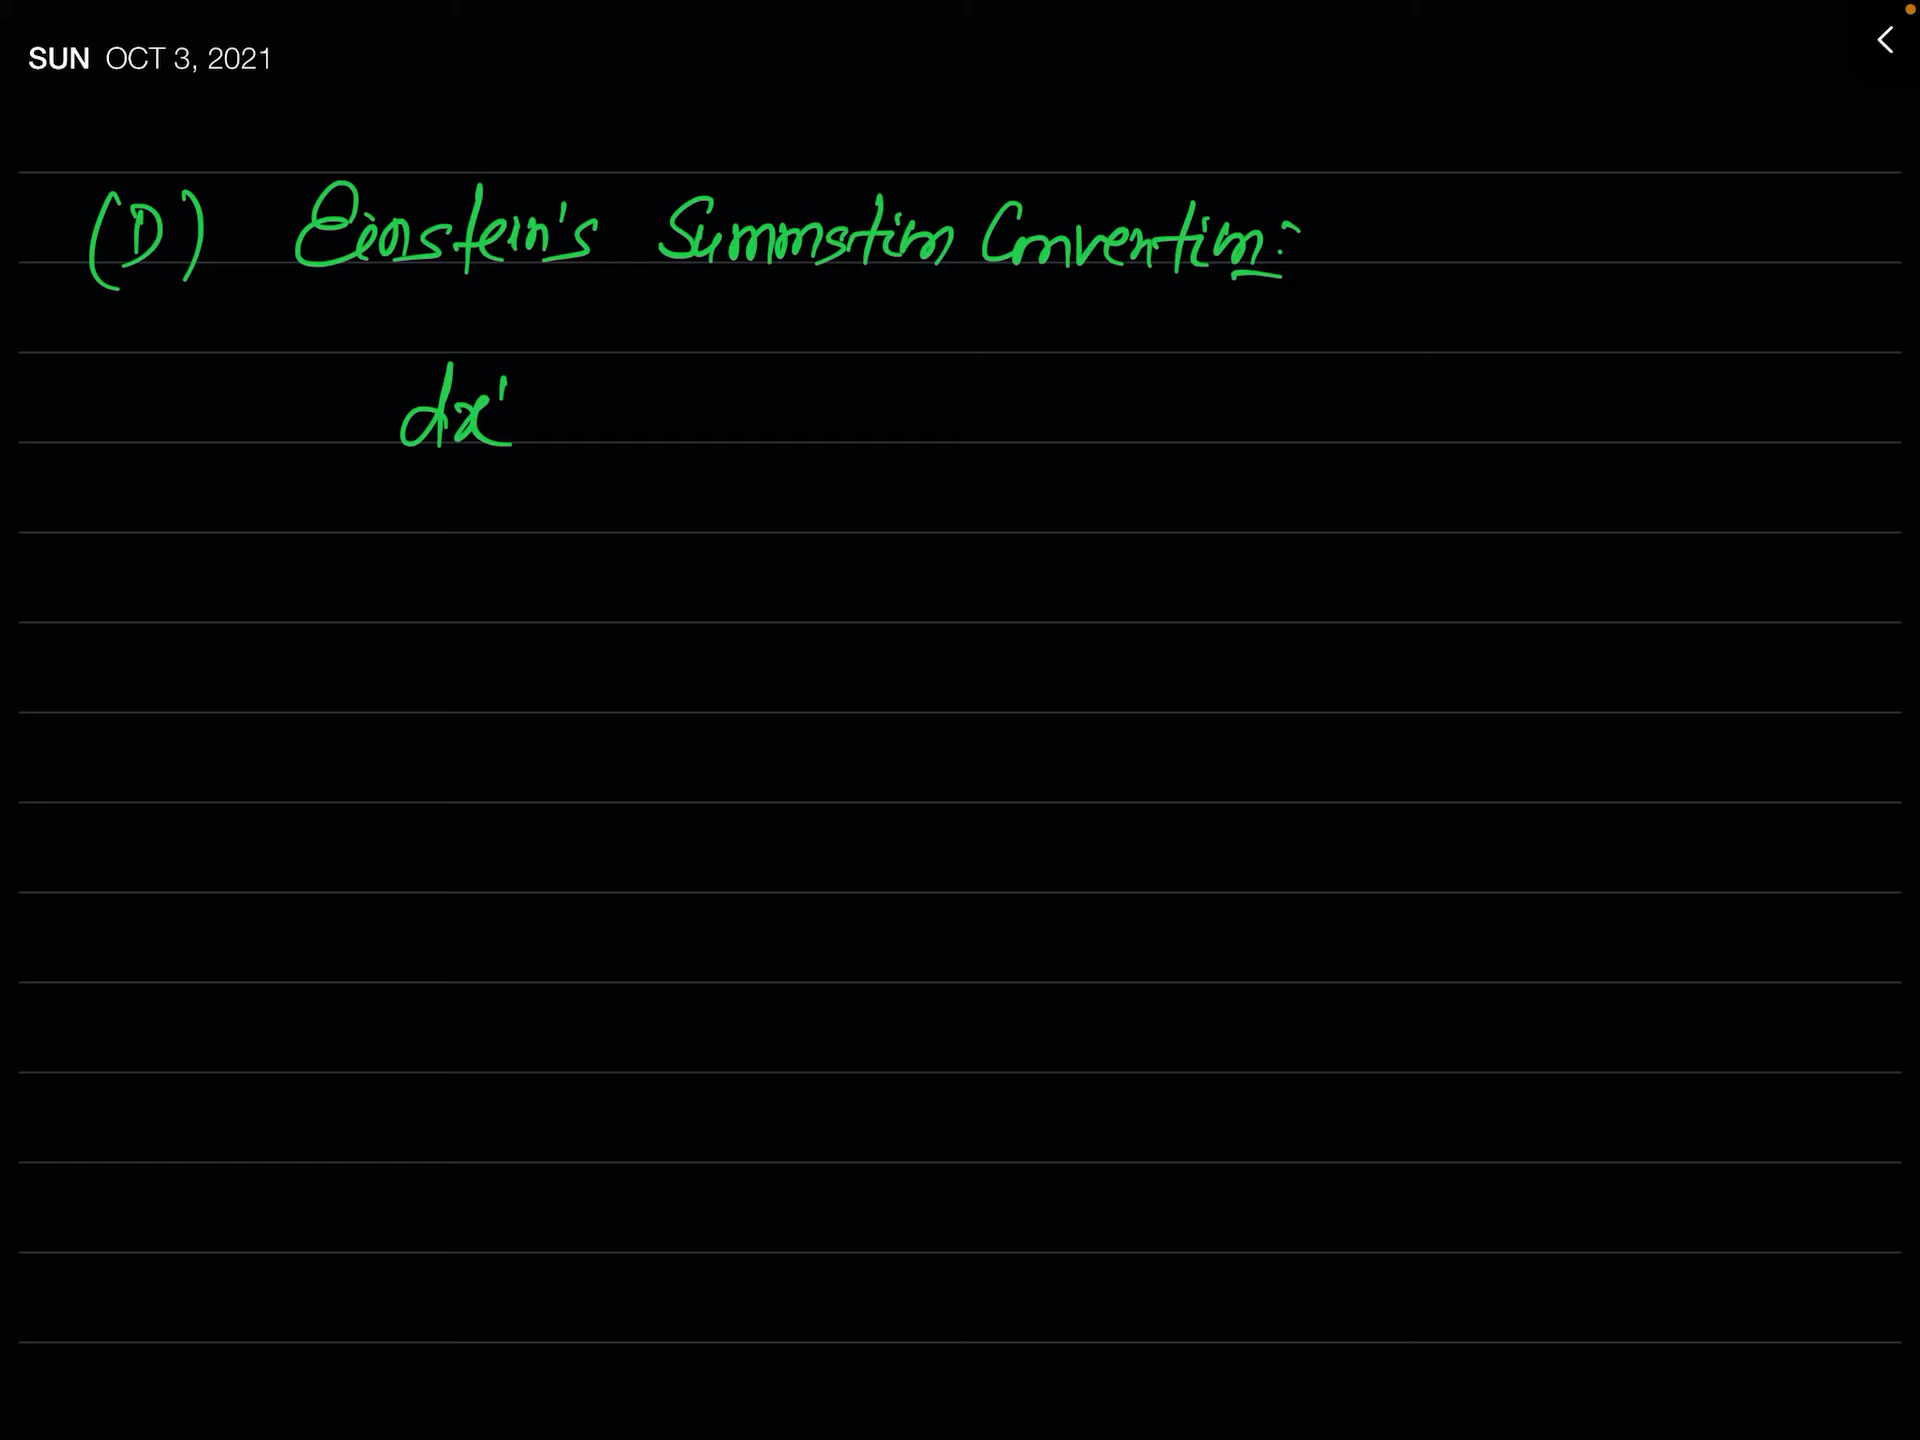 SUN OCT 3, 2021
(D) Einstein's Summation Convention:
dx'